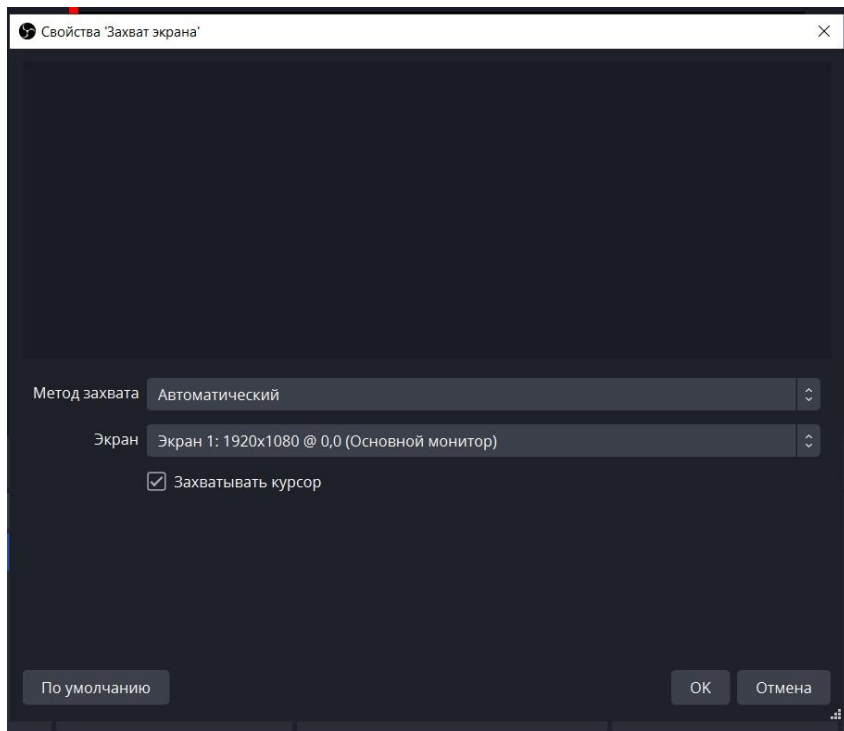 Свойства 'Захват экрана'
Метод захвата Автоматический
Экран Экран 1: 1920x1080 @ 0,0 (Основной монитор)
Захватывать курсор
По умолчанию OK Отмена